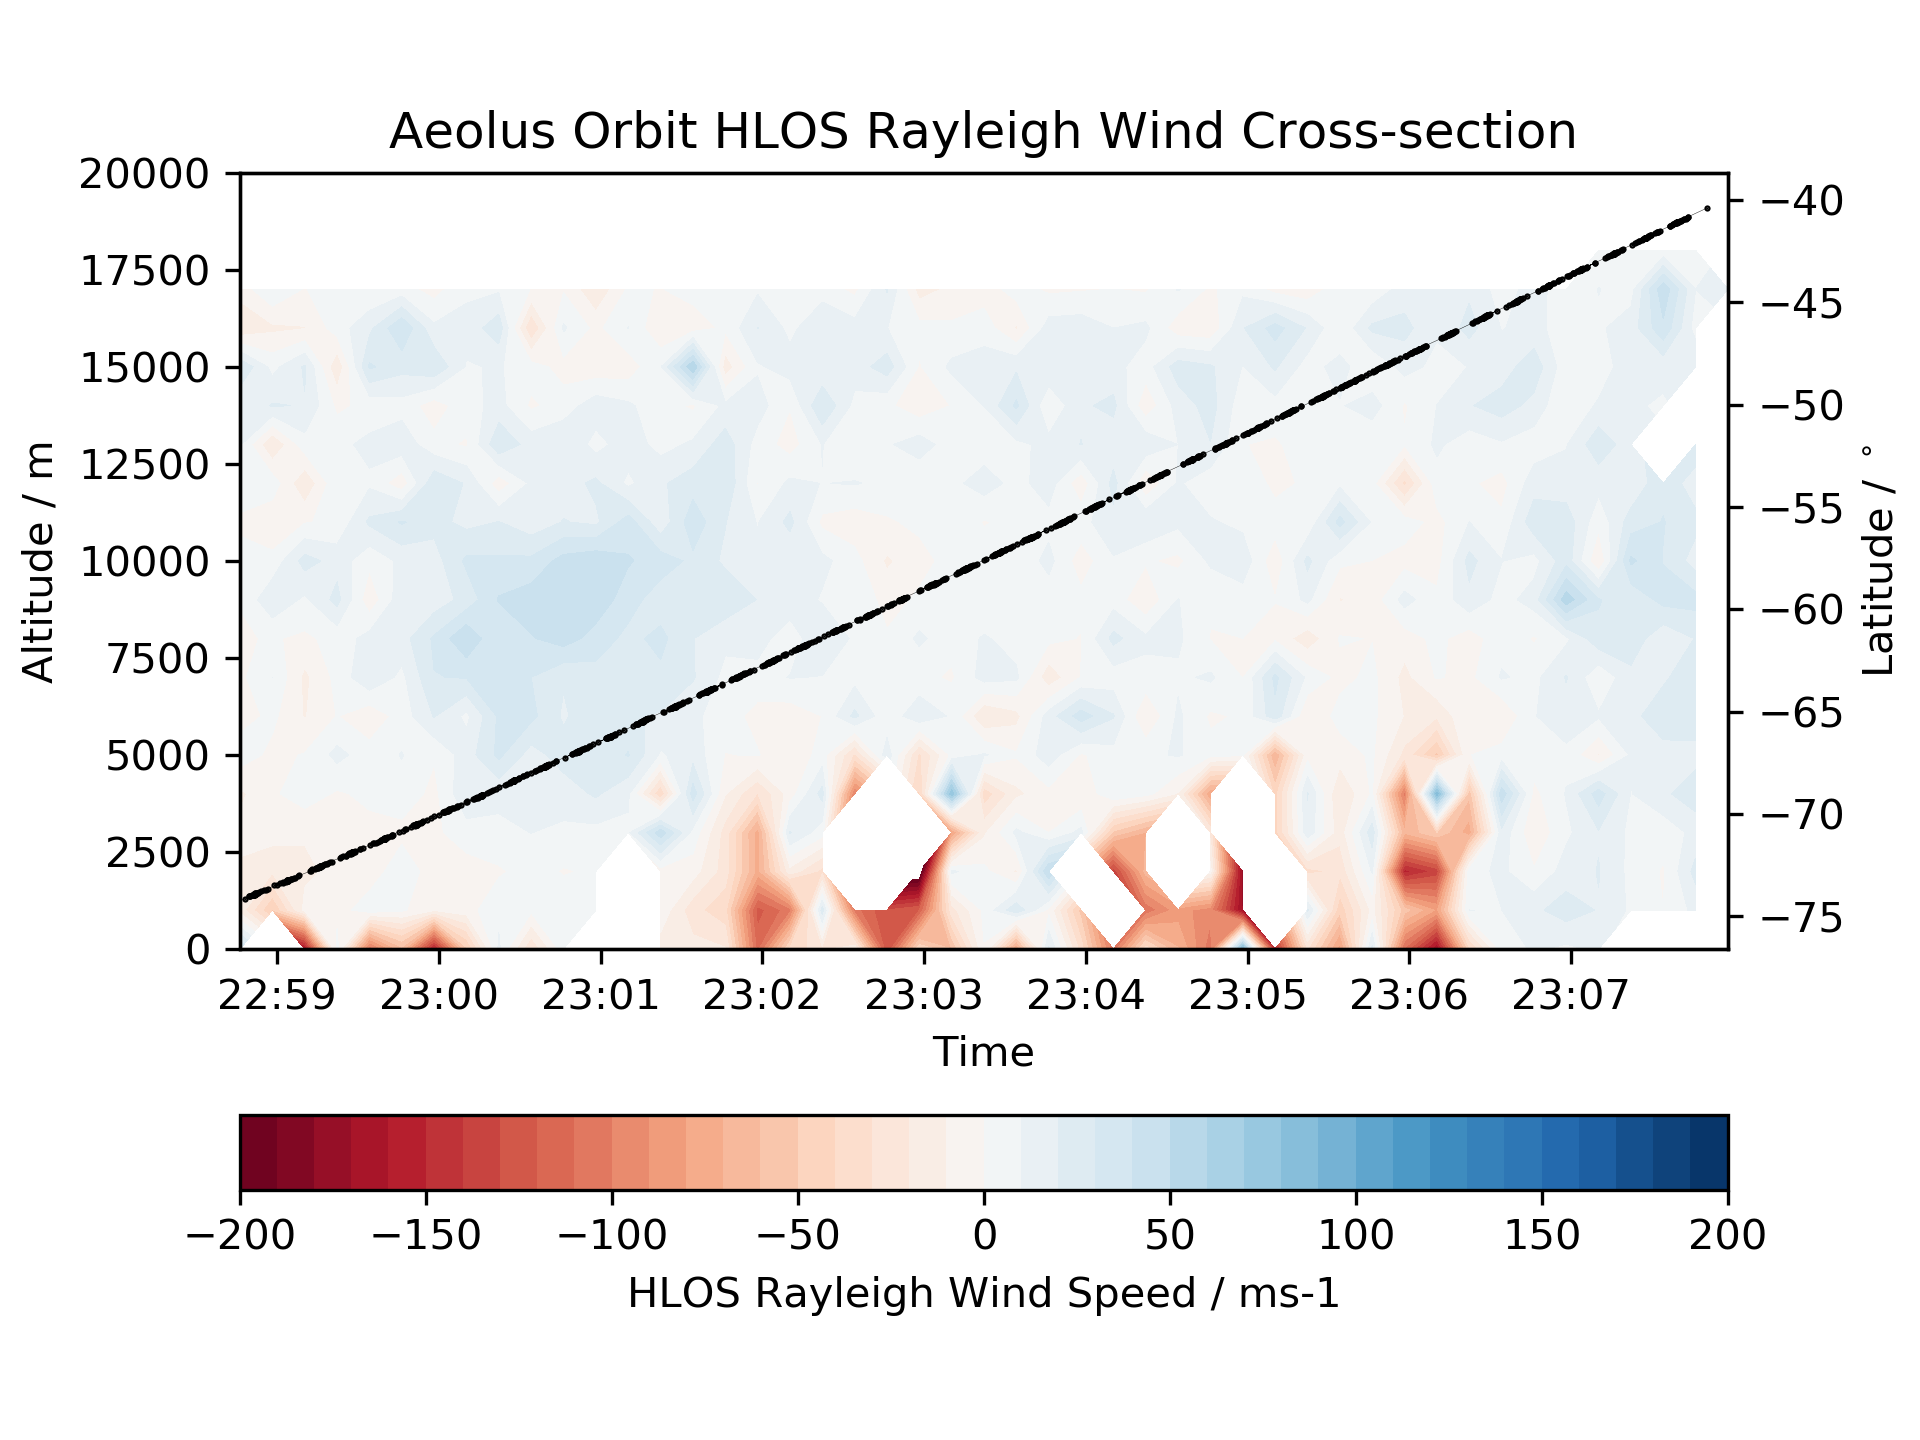 Aeolus Orbit HLOS Rayleigh Wind Cross-section
20000
17500
15000
12500
10000
7500
5000
2500
0
Altitude / m
−40
−45
−50
−55
−60
−65
−70
−75
Latitude / °
22:59 23:00 23:01 23:02 23:03 23:04 23:05 23:06 23:07
Time
−200 −150 −100 −50 0 50 100 150 200
HLOS Rayleigh Wind Speed / ms-1